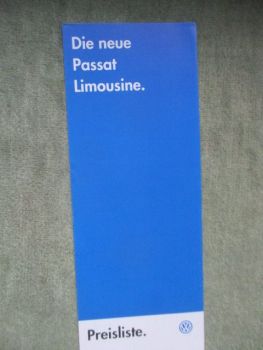 Die neue
Passat
Limousine.
Preisliste.